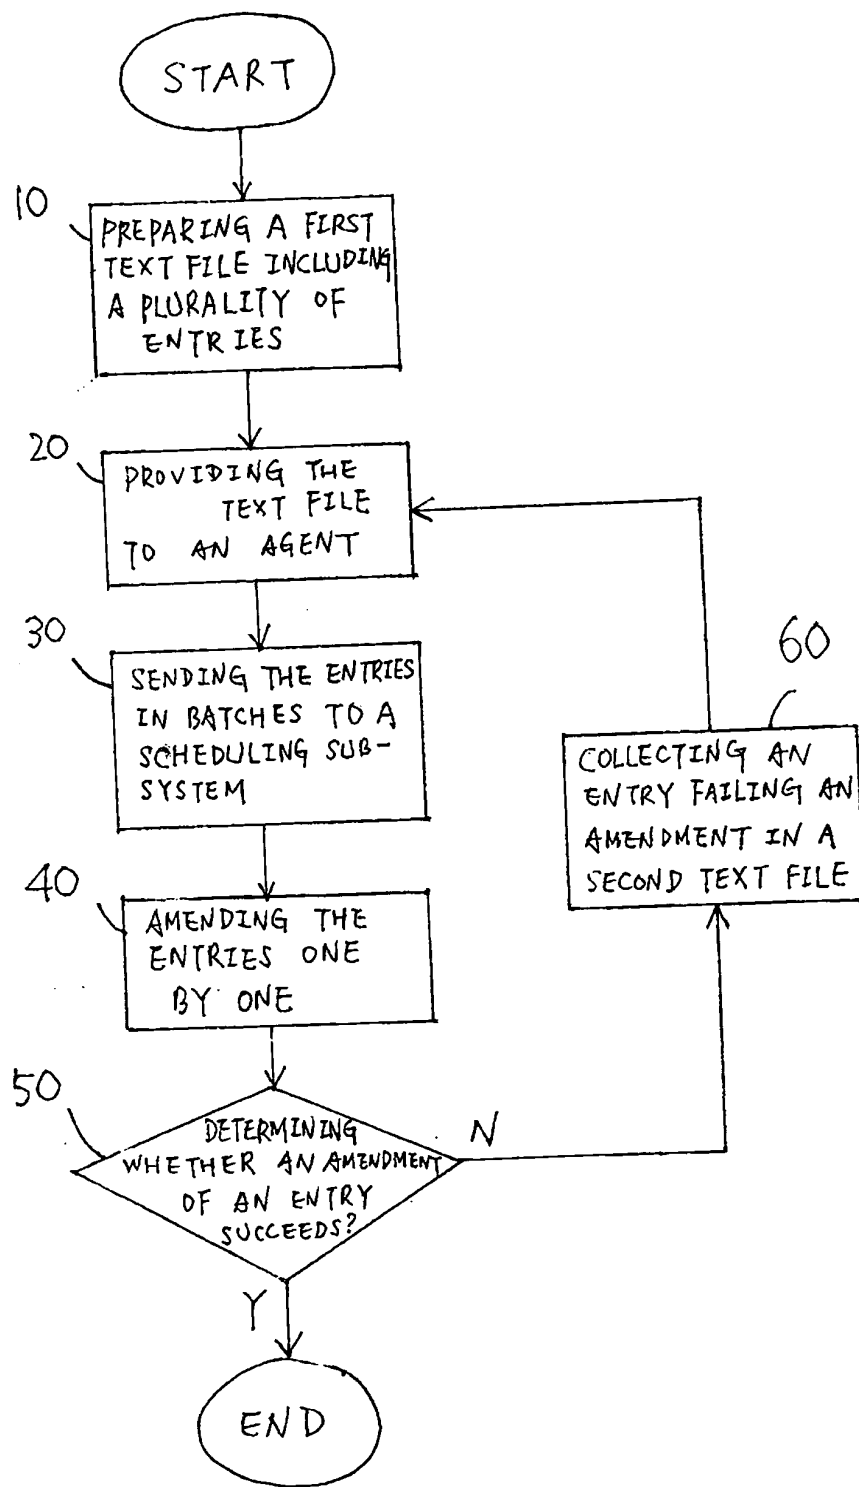 START
10
PREPARING A FIRST
TEXT FILE INCLUDING
A PLURALITY OF
ENTRIES
20
PROVIDING THE
TEXT FILE
TO AN AGENT
30
SENDING THE ENTRIES
IN BATCHES TO A
SCHEDULING SUB-
SYSTEM
60
COLLECTING AN
ENTRY FAILING AN
AMENDMENT IN A
SECOND TEXT FILE
40
AMENDING THE
ENTRIES ONE
BY ONE
50
DETERMINING
WHETHER AN AMENDMENT
OF AN ENTRY
SUCCEEDS?
N
Y
END